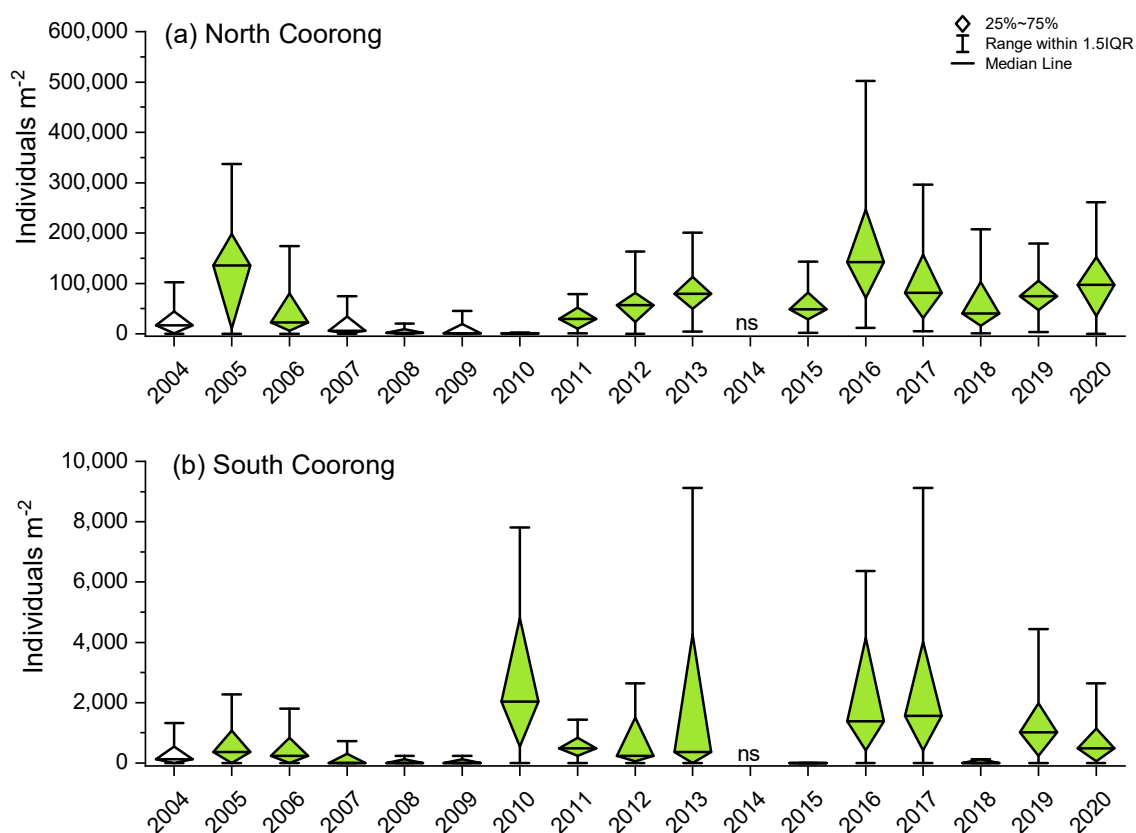 (a) North Coorong
25%~75%
Range within 1.5IQR
Median Line
Individuals m⁻²
600,000
500,000
400,000
300,000
200,000
100,000
0
ns
2004 2005 2006 2007 2008 2009 2010 2011 2012 2013 2014 2015 2016 2017 2018 2019 2020
(b) South Coorong
Individuals m⁻²
10,000
8,000
6,000
4,000
2,000
0
ns
2004 2005 2006 2007 2008 2009 2010 2011 2012 2013 2014 2015 2016 2017 2018 2019 2020